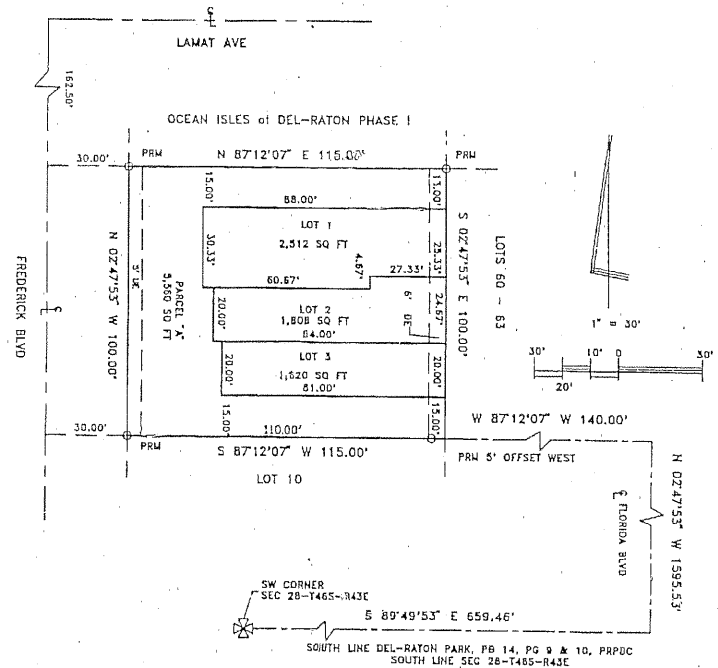 ℄
LAMAT AVE
162.50'
OCEAN ISLES of DEL-RATON PHASE I
30.00'
PRM
N 87°12'07" E 115.00'
PRM
15.00'
13.00'
88.00'
LOT 1
2,512 SQ FT
30.33'
25.33'
4.67'
27.33'
60.67'
S 02°47'53" E 100.00'
LOTS 60 - 63
N 02°47'53" W 100.00'
5' UE
PARCEL "A"
5,560 SQ FT
FREDERICK BLVD
℄
20.00'
LOT 2
1,808 SQ FT
84.00'
24.67'
6' DE
20.00'
LOT 3
1,620 SQ FT
81.00'
20.00'
15.00'
15.00'
30.00'
110.00'
PRM
S 87°12'07" W 115.00'
LOT 10
1" = 30'
30'
10'
0
30'
20'
W 87°12'07" W 140.00'
PRM 5' OFFSET WEST
℄ FLORIDA BLVD
N 02°47'53" W 1595.53'
SW CORNER
SEC 28-T46S-R43E
S 89°49'53" E 659.46'
SOUTH LINE DEL-RATON PARK, PB 14, PG 9 & 10, PRPBC
SOUTH LINE SEC 28-T46S-R43E